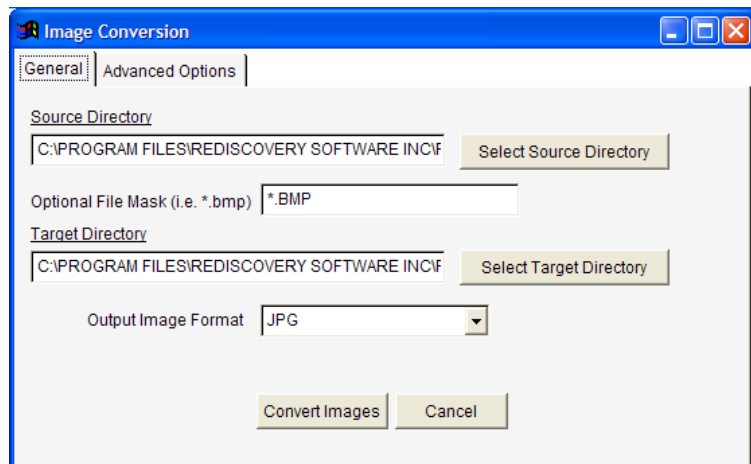 Image Conversion
General Advanced Options
Source Directory
C:\PROGRAM FILES\REDISCOVERY SOFTWARE INC\ Select Source Directory
Optional File Mask (i.e. *.bmp) *.BMP
Target Directory
C:\PROGRAM FILES\REDISCOVERY SOFTWARE INC\ Select Target Directory
Output Image Format JPG
Convert Images Cancel